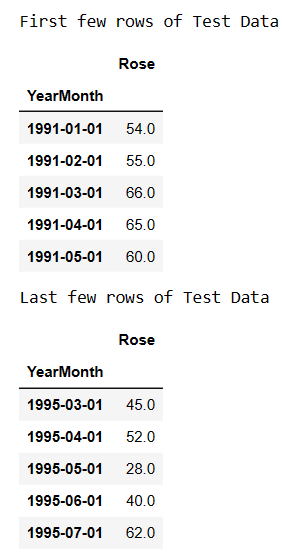 First few rows of Test Data
Rose
YearMonth
1991-01-01 54.0
1991-02-01 55.0
1991-03-01 66.0
1991-04-01 65.0
1991-05-01 60.0
Last few rows of Test Data
Rose
YearMonth
1995-03-01 45.0
1995-04-01 52.0
1995-05-01 28.0
1995-06-01 40.0
1995-07-01 62.0